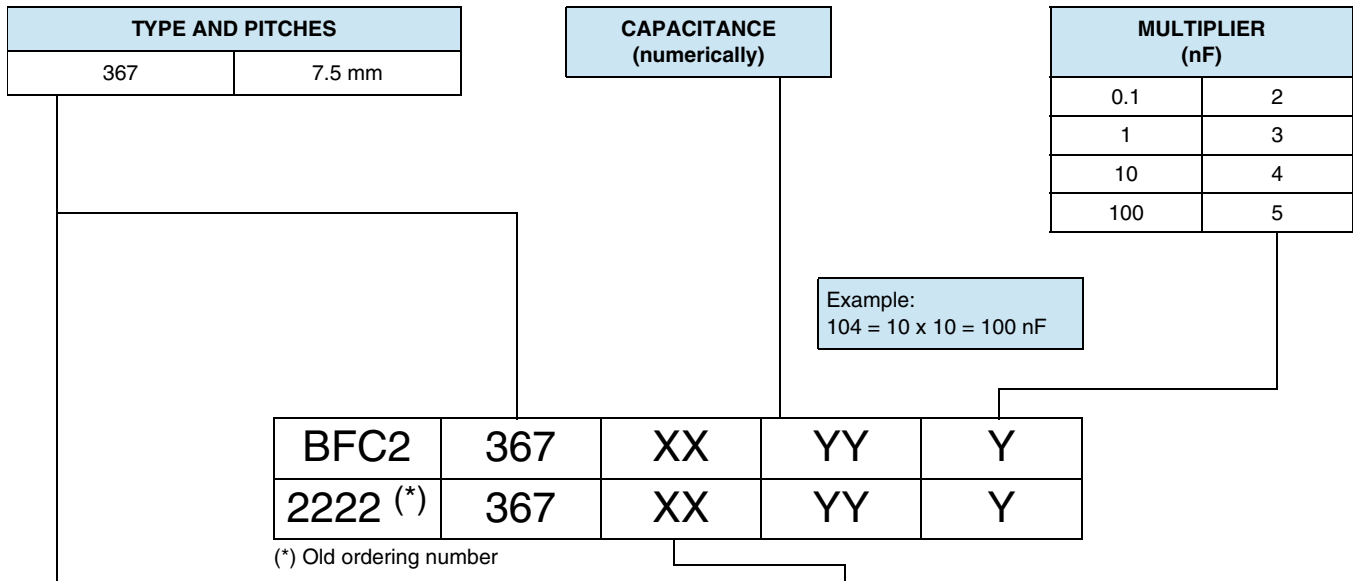 TYPE AND PITCHES
367 7.5 mm
CAPACITANCE
(numerically)
MULTIPLIER
(nF)
0.1 2
1 3
10 4
100 5
Example:
104 = 10 x 10 = 100 nF
BFC2 367 XX YY Y
2222 (*) 367 XX YY Y
(*) Old ordering number